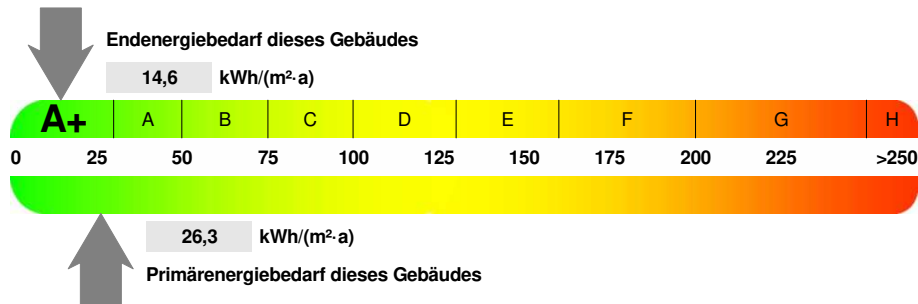 Endenergiebedarf dieses Gebäudes
14,6 kWh/(m²·a)
A+ A B C D E F G H
0 25 50 75 100 125 150 175 200 225 >250
26,3 kWh/(m²·a)
Primärenergiebedarf dieses Gebäudes